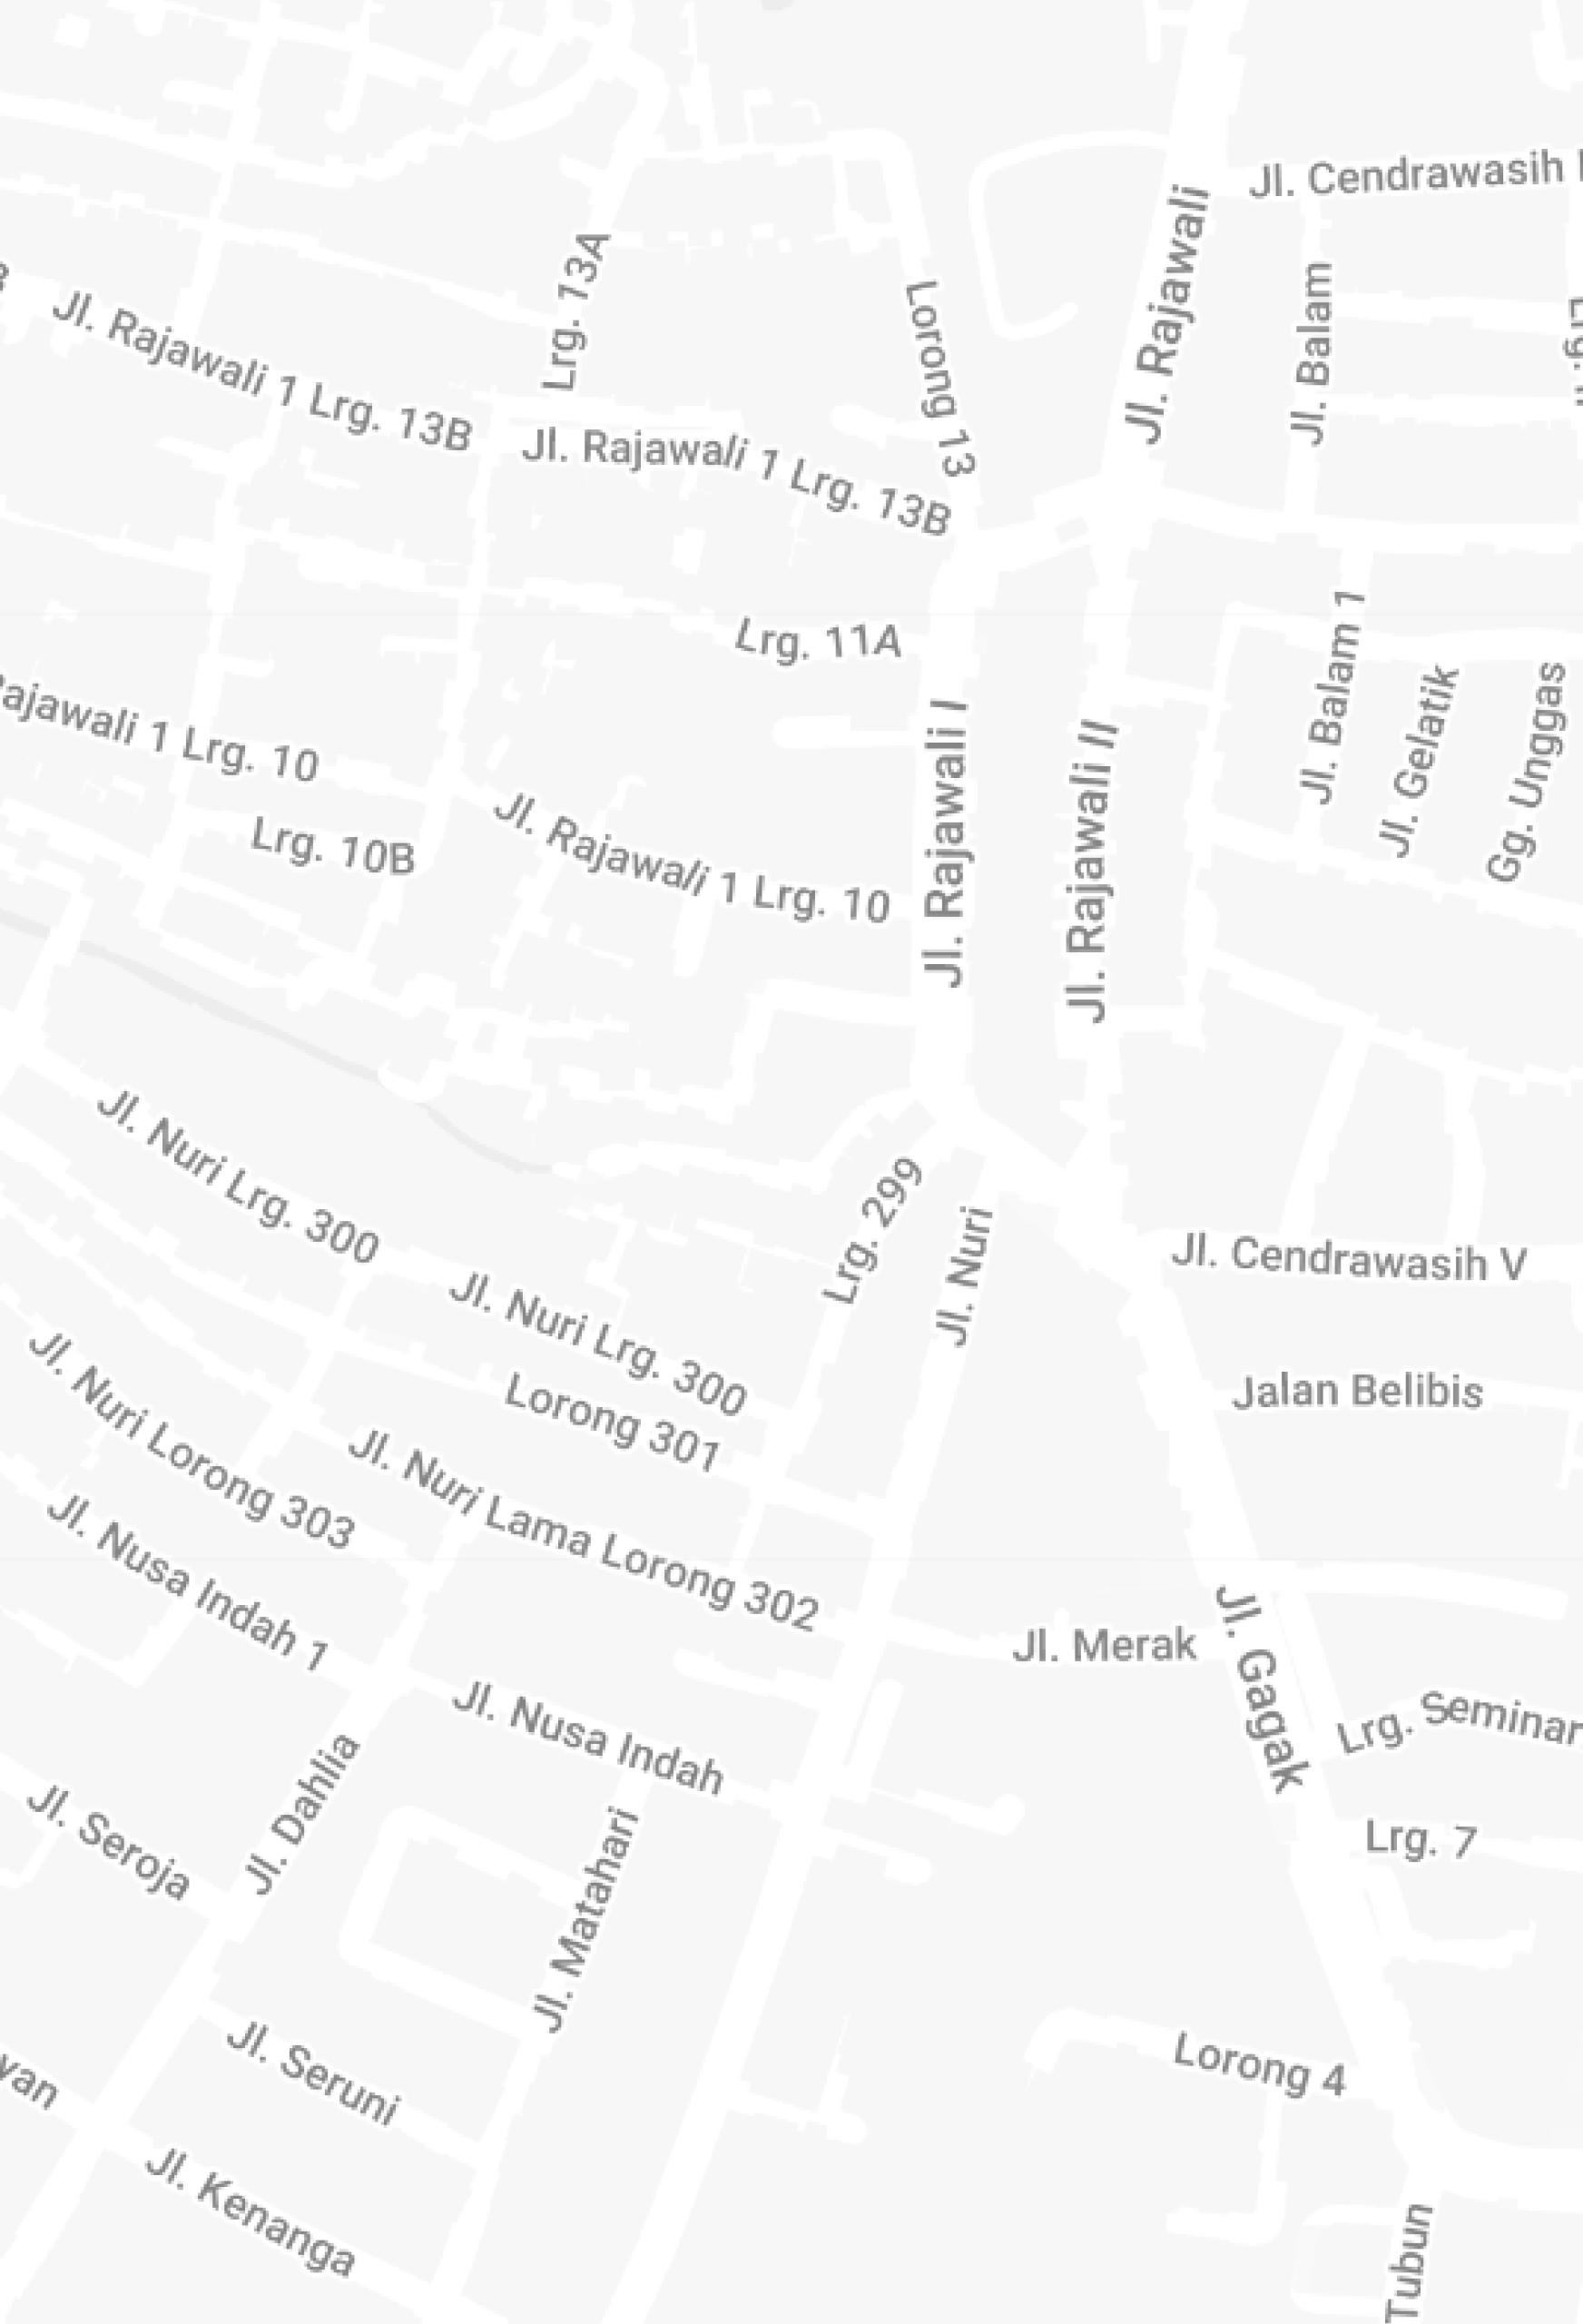 Jl. Cendrawasih
Jl. Rajawali
Lrg. 13A
Jl. Balam
Lorong 13
Jl. Rajawali 1 Lrg. 13B
Jl. Rajawali 1 Lrg. 13B
Lrg. 11A
Jl. Balam 1
Jl. Gelatik
Gg. Unggas
ajawali 1 Lrg. 10
Jl. Rajawali I
Jl. Rajawali II
Lrg. 10B
Jl. Rajawali 1 Lrg. 10
Jl. Nuri Lrg. 300
Lrg. 299
Jl. Nuri
Jl. Cendrawasih V
Jl. Nuri Lrg. 300
Jalan Belibis
Lorong 301
Jl. Nuri Lorong 303
Jl. Nuri Lama Lorong 302
Jl. Nusa Indah 1
Jl. Merak
Jl. Gagak
Jl. Nusa Indah
Lrg. Seminar
Jl. Dahlia
Lrg. 7
Jl. Seroja
Jl. Matahari
Lorong 4
Jl. Seruni
Jl. Kenanga
Tubun